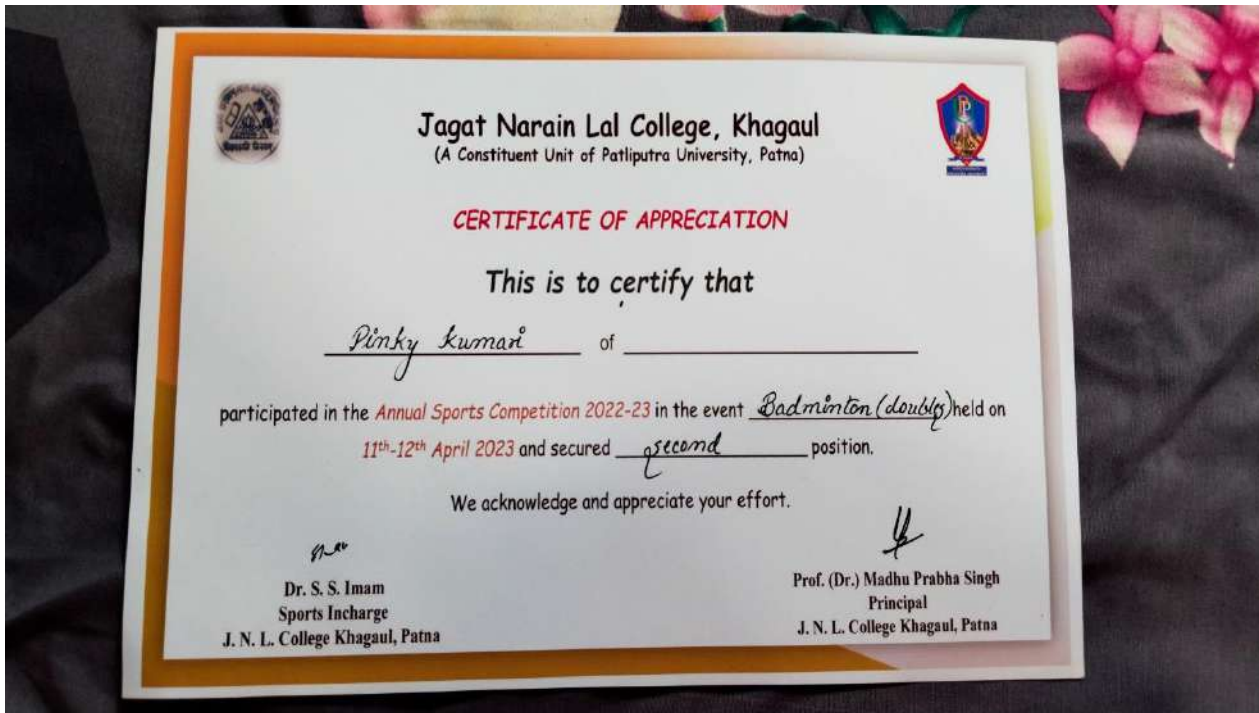 Jagat Narain Lal College, Khagaul
(A Constituent Unit of Patliputra University, Patna)
CERTIFICATE OF APPRECIATION
This is to certify that
Pinky Kumari of
participated in the Annual Sports Competition 2022-23 in the event Badminton (doubles) held on
11th-12th April 2023 and secured second position.
We acknowledge and appreciate your effort.
Dr. S. S. Imam
Sports Incharge
J. N. L. College Khagaul, Patna
Prof. (Dr.) Madhu Prabha Singh
Principal
J. N. L. College Khagaul, Patna